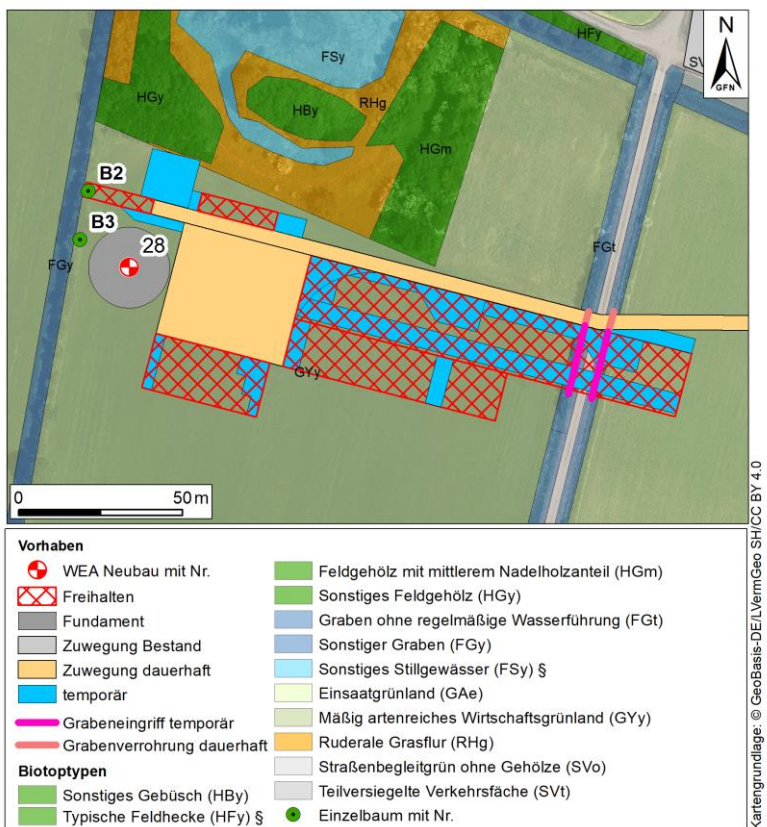 HFy
N
GFN
SV
FSy
HGy
HBy
RHg
HGm
B2
B3
28
FGy
FGt
GYy
0 50 m
Kartengrundlage: © GeoBasis-DE/LVermGeo SH/CC BY 4.0
Vorhaben
WEA Neubau mit Nr.
Freihalten
Fundament
Zuwegung Bestand
Zuwegung dauerhaft
temporär
Grabeneingriff temporär
Grabenverrohrung dauerhaft
Biotoptypen
Sonstiges Gebüsch (HBy)
Typische Feldhecke (HFy) §
Feldgehölz mit mittlerem Nadelholzanteil (HGm)
Sonstiges Feldgehölz (HGy)
Graben ohne regelmäßige Wasserführung (FGt)
Sonstiger Graben (FGy)
Sonstiges Stillgewässer (FSy) §
Einsaatgrünland (GAe)
Mäßig artenreiches Wirtschaftsgrünland (GYy)
Ruderale Grasflur (RHg)
Straßenbegleitgrün ohne Gehölze (SVo)
Teilversiegelte Verkehrsfäche (SVt)
Einzelbaum mit Nr.